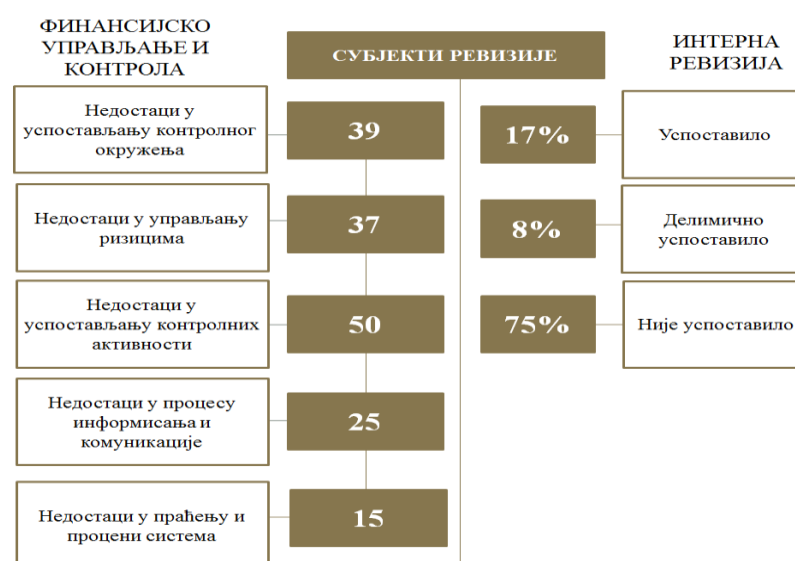 ФИНАНСИЈСКО
УПРАВЉАЊЕ И
КОНТРОЛА
СУБЈЕКТИ РЕВИЗИЈЕ
ИНТЕРНА
РЕВИЗИЈА
Недостаци у
успостављању контролног
окружења
39
Недостаци у управљању
ризицима
37
Недостаци у
успостављању контролних
активности
50
Недостаци у процесу
информисања и
комуникације
25
Недостаци у праћењу и
процени система
15
17%
Успоставило
8%
Делимично
успоставило
75%
Није успоставило